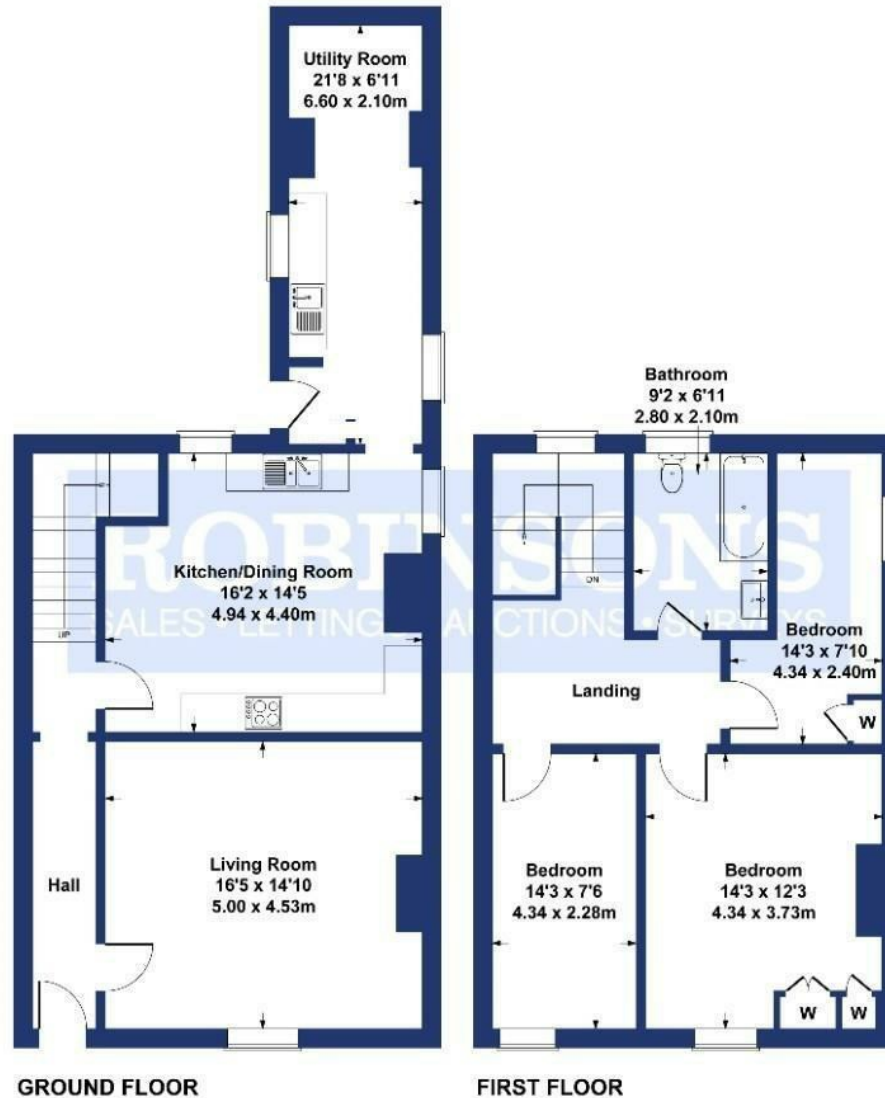 Utility Room
21'8 x 6'11
6.60 x 2.10m
Bathroom
9'2 x 6'11
2.80 x 2.10m
ROBINSONS
SALES • LETTINGS • AUCTIONS • SURVEYS
Kitchen/Dining Room
16'2 x 14'5
4.94 x 4.40m
UP
DN
Bedroom
14'3 x 7'10
4.34 x 2.40m
Landing
W
Living Room
16'5 x 14'10
5.00 x 4.53m
Hall
Bedroom
14'3 x 7'6
4.34 x 2.28m
Bedroom
14'3 x 12'3
4.34 x 3.73m
W
W
GROUND FLOOR
FIRST FLOOR